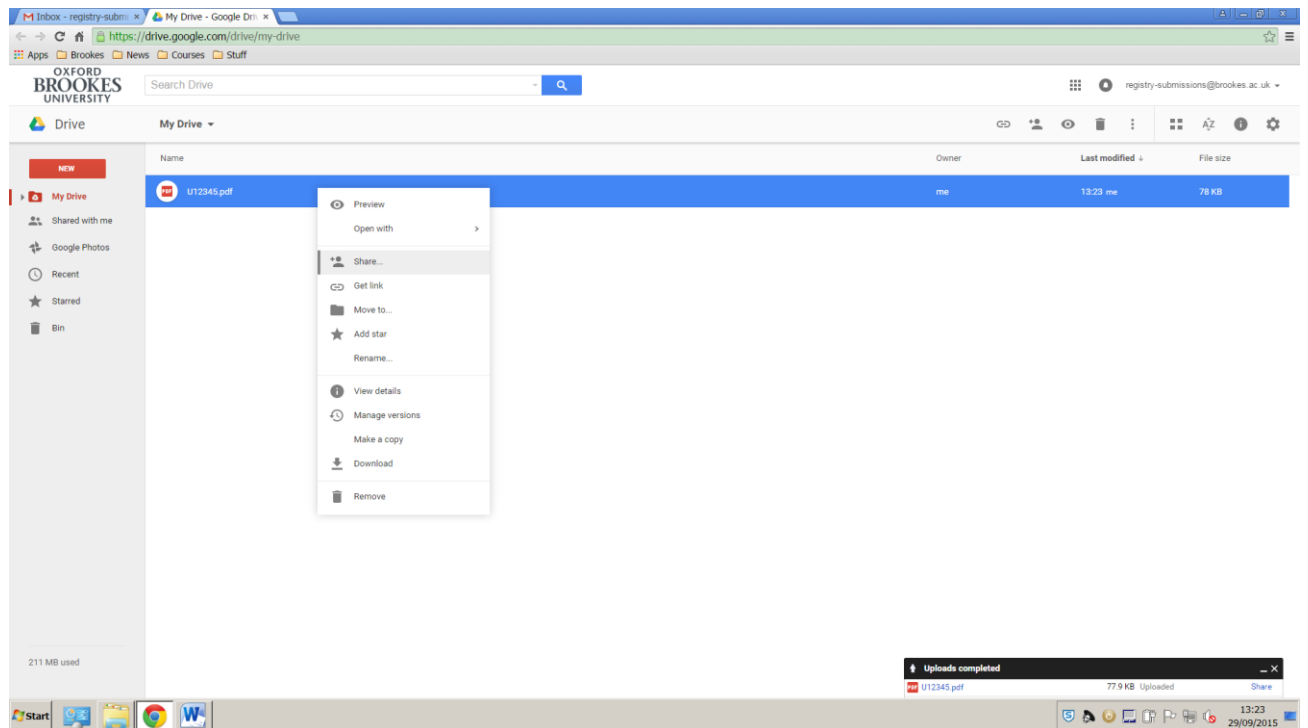 Inbox - registry-subm
My Drive - Google Dri
https://drive.google.com/drive/my-drive
Apps Brookes News Courses Stuff
OXFORD
BROOKES
UNIVERSITY
Search Drive
registry-submissions@brookes.ac.uk
Drive
My Drive
Name Owner Last modified File size
NEW
U12345.pdf me 13:23 me 78 KB
My Drive
Shared with me
Google Photos
Recent
Starred
Bin
Preview
Open with
Share...
Get link
Move to...
Add star
Rename...
View details
Manage versions
Make a copy
Download
Remove
211 MB used
Uploads completed
PDF U12345.pdf 77.9 KB Uploaded Share
Start
13:23
29/09/2015